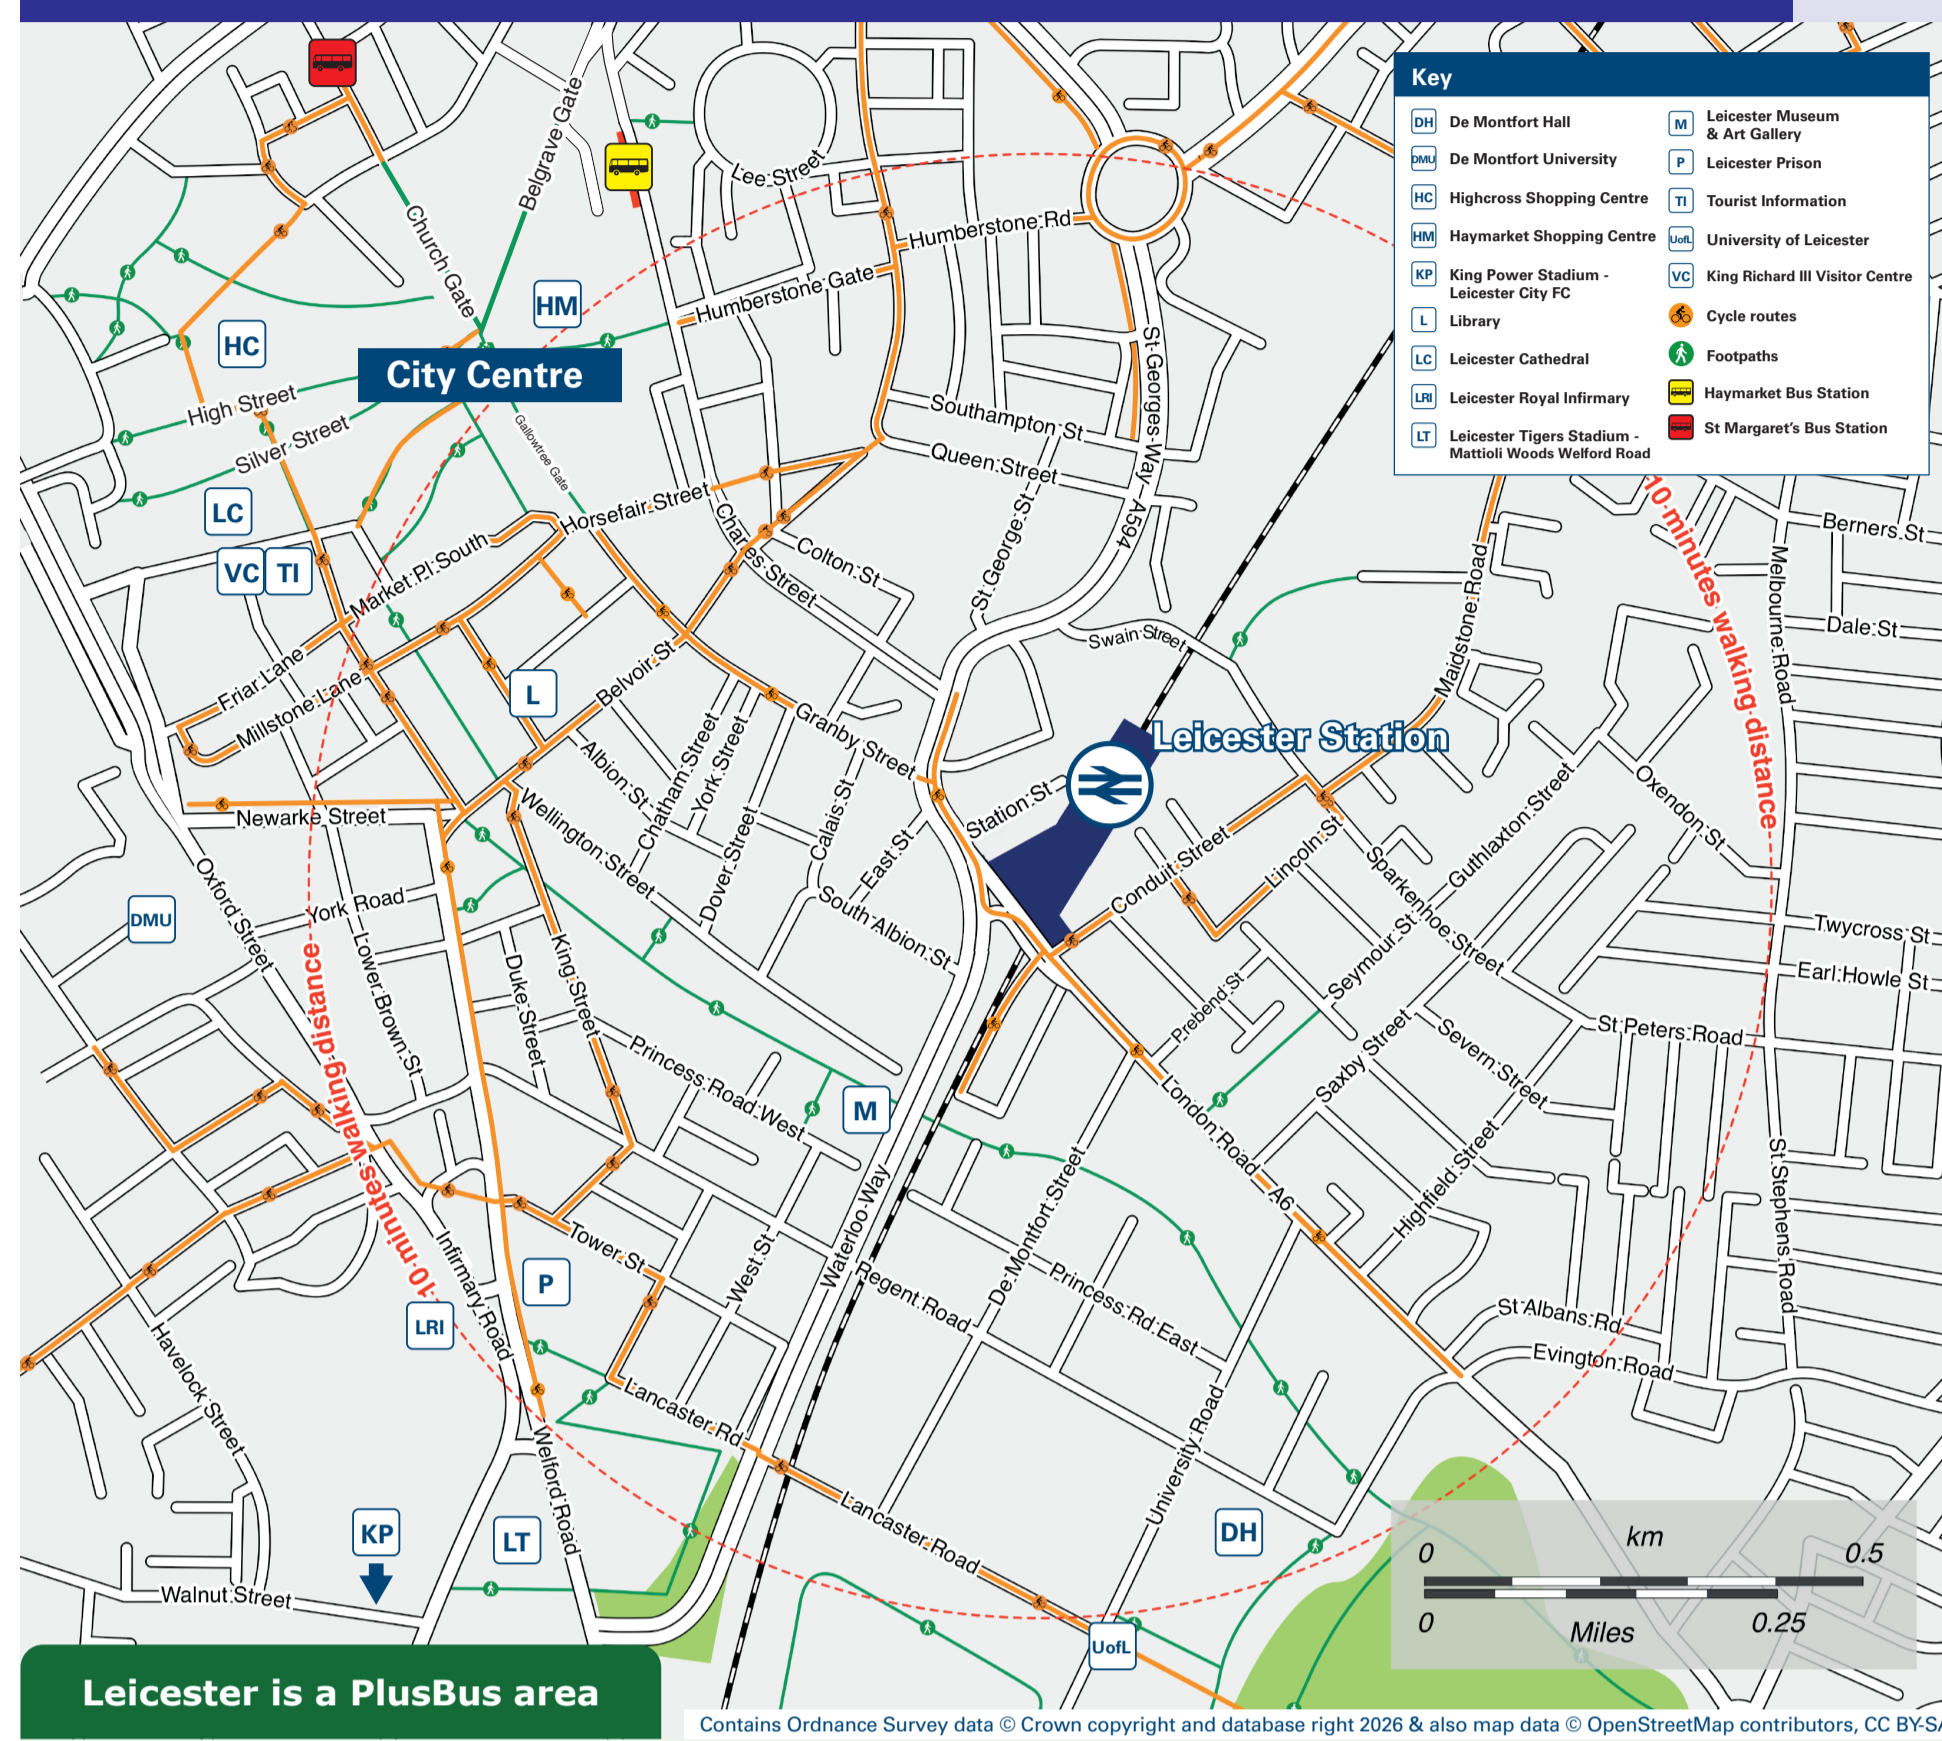 Key
DH De Montfort Hall
DMU De Montfort University
HC Highcross Shopping Centre
HM Haymarket Shopping Centre
KP King Power Stadium -
Leicester City FC
L Library
LC Leicester Cathedral
LRI Leicester Royal Infirmary
LT Leicester Tigers Stadium -
Mattioli Woods Welford Road
M Leicester Museum
& Art Gallery
P Leicester Prison
TI Tourist Information
UofL University of Leicester
VC King Richard III Visitor Centre
Cycle routes
Footpaths
Haymarket Bus Station
St Margaret's Bus Station
Belgrave Gate
Church Gate
Lee Street
Humberstone Rd
Humberstone Gate
HM
HC
City Centre
High Street
Silver Street
Gallowtree Gate
St Georges Way A594
Southampton St
Queen Street
LC
Horsefair Street
Charles Street
Colton St
St George St
VC
TI
Market Pl South
Swain Street
Maidstone Road
10 minutes walking distance
Melbourne Road
Berners St
Dale St
Friar Lane
Millstone Lane
L
Belvoir St
Granby Street
Leicester Station
Albion St
Chatham Street
York Street
Dover Street
Calais St
East St
Station St
Oxendon St
Guthlaxton Street
Newarke Street
Wellington Street
Conduit Street
Lincoln St
Sparkenhoe Street
Oxford Street
DMU
York Road
South Albion St
Seymour St
Twycross St
Earl Howle St
Lower Brown St
Duke Street
King Street
10 minutes walking distance
Prebend St
St Peters Road
Princess Road West
M
Saxby Street
Severn Street
London Road A6
Highfield Street
St Stephens Road
De Montfort Street
Waterloo Way
Tower St
West St
Infirmary Road
P
LRI
Regent Road
Princess Rd East
St Albans Rd
Evington Road
Havelock Street
Lancaster Rd
Welford Road
University Road
KP
LT
Lancaster Road
DH
Walnut Street
UofL
km
0 0.5
0 0.25
Miles
Leicester is a PlusBus area
Contains Ordnance Survey data © Crown copyright and database right 2026 & also map data © OpenStreetMap contributors, CC BY-SA